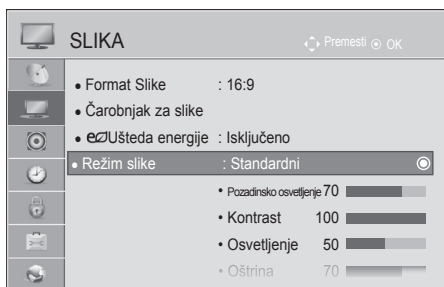 SLIKA
Premesti OK
• Format Slike : 16:9
• Čarobnjak za slike
• Ušteda energije : Isključeno
• Režim slike : Standardni
• Pozadinsko osvetljenje 70
• Kontrast 100
• Osvetljenje 50
• Oštrina 70